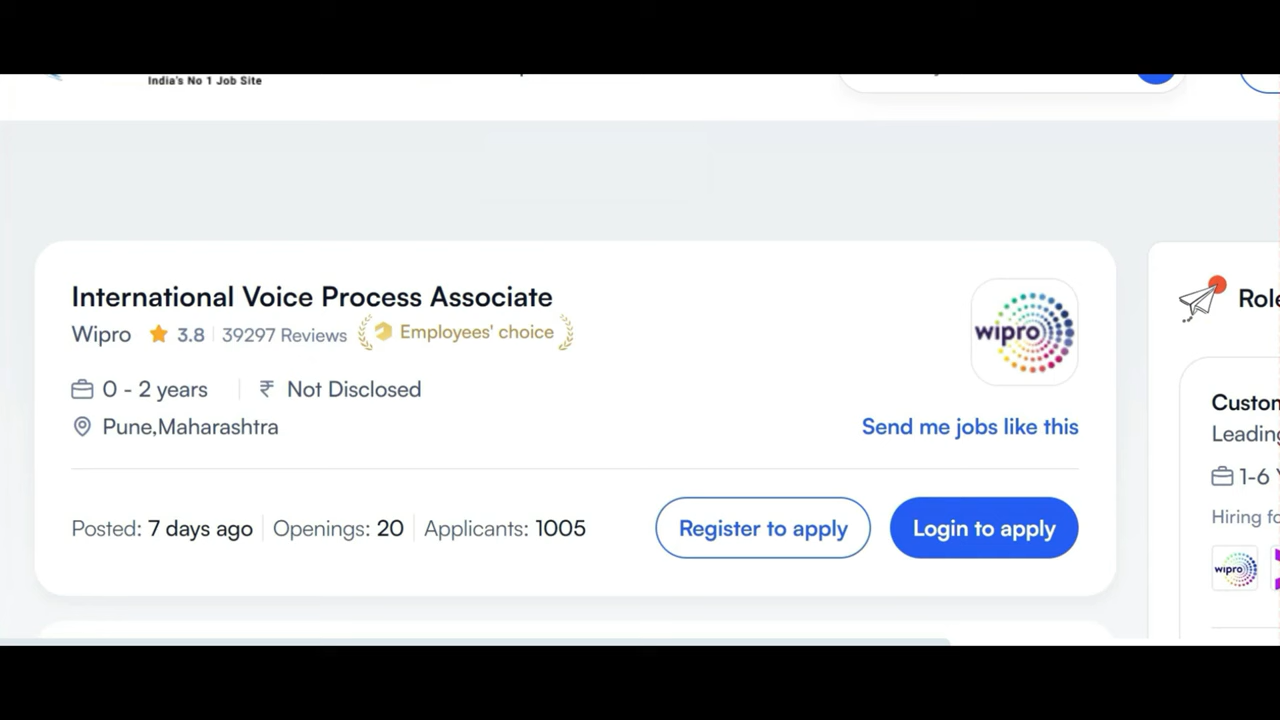 India's No 1 Job Site
International Voice Process Associate
Wipro 3.8 39297 Reviews Employees' choice
0 - 2 years ₹ Not Disclosed
Pune,Maharashtra
Send me jobs like this
Posted: 7 days ago Openings: 20 Applicants: 1005
Register to apply
Login to apply
wipro
Custom
Leading
1-6
Hiring fo
wipro